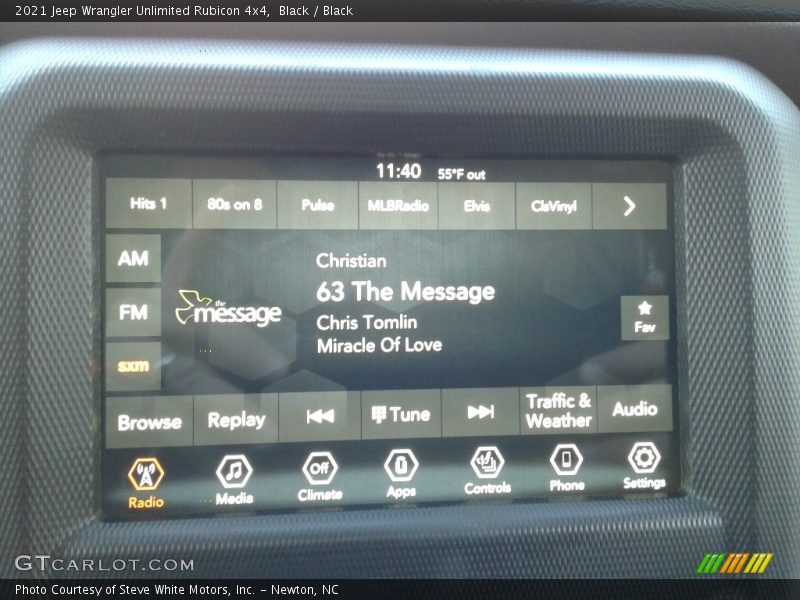 2021 Jeep Wrangler Unlimited Rubicon 4x4, Black / Black
11:40 55°F out
Hits 1 80s on 8 Pulse MLBRadio Elvis ClsVinyl
AM
FM
sxm
the
message
Christian
63 The Message
Chris Tomlin
Miracle Of Love
Fav
Browse Replay Tune Traffic & Weather Audio
Off
Radio Media Climate Apps Controls Phone Settings
GTCARLOT.COM
Photo Courtesy of Steve White Motors, Inc. – Newton, NC